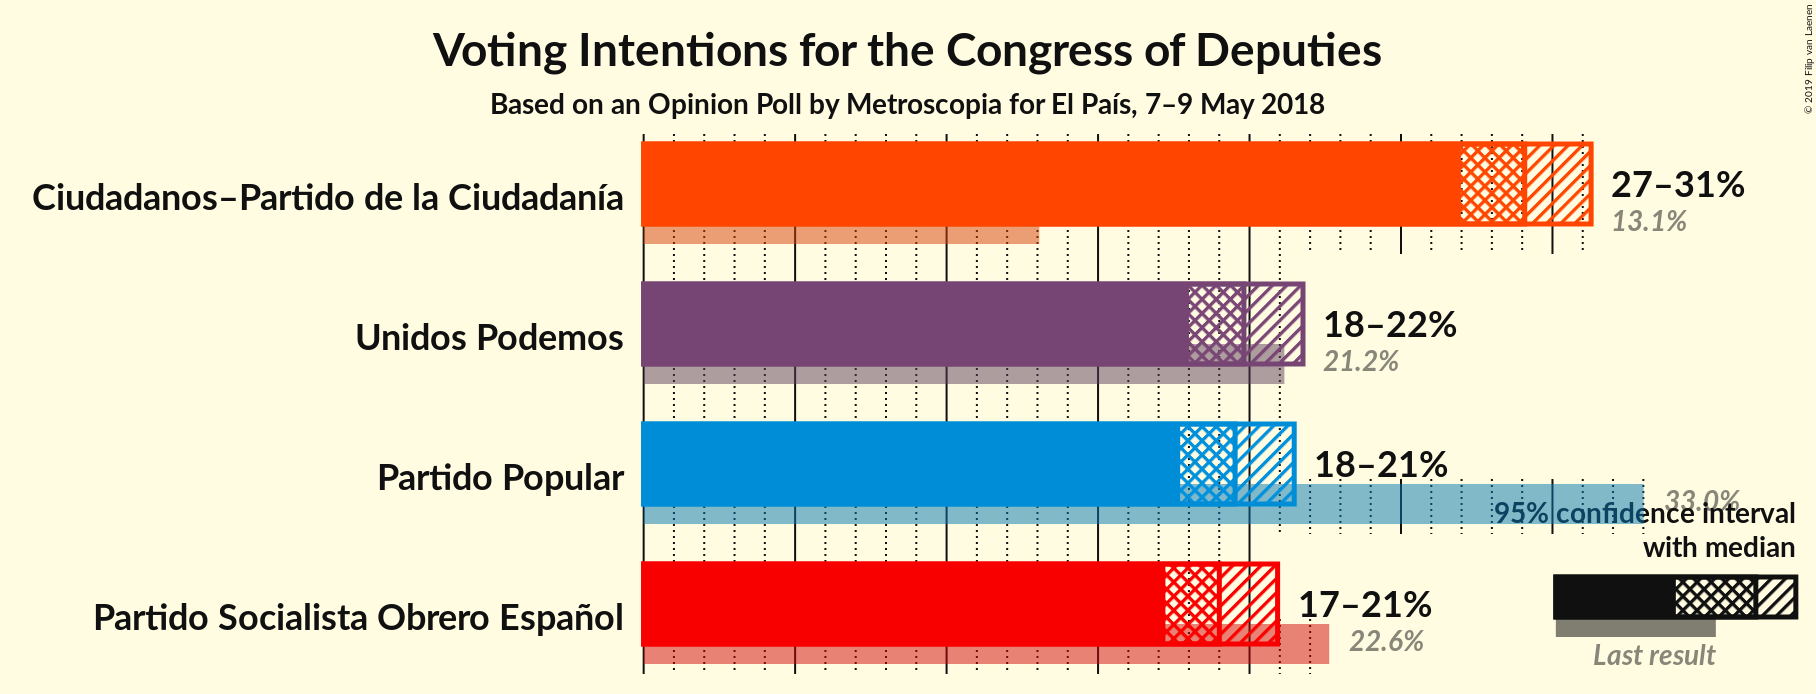 Voting Intentions for the Congress of Deputies
Based on an Opinion Poll by Metroscopia for El País, 7–9 May 2018
© 2019 Filip van Laenen
Ciudadanos–Partido de la Ciudadanía
27–31%
13.1%
Unidos Podemos
18–22%
21.2%
Partido Popular
18–21%
33.0%
95% confidence interval
with median
Partido Socialista Obrero Español
17–21%
22.6%
Last result